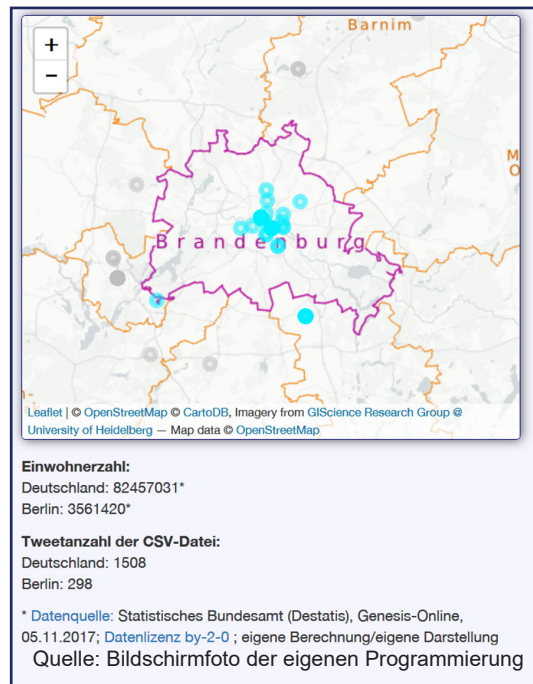 +
−
Barnim
M
O
Brandenburg
n-
Leaflet | © OpenStreetMap © CartoDB, Imagery from GIScience Research Group @
University of Heidelberg — Map data © OpenStreetMap
Einwohnerzahl:
Deutschland: 82457031*
Berlin: 3561420*
Tweetanzahl der CSV-Datei:
Deutschland: 1508
Berlin: 298
* Datenquelle: Statistisches Bundesamt (Destatis), Genesis-Online,
05.11.2017; Datenlizenz by-2-0 ; eigene Berechnung/eigene Darstellung
Quelle: Bildschirmfoto der eigenen Programmierung